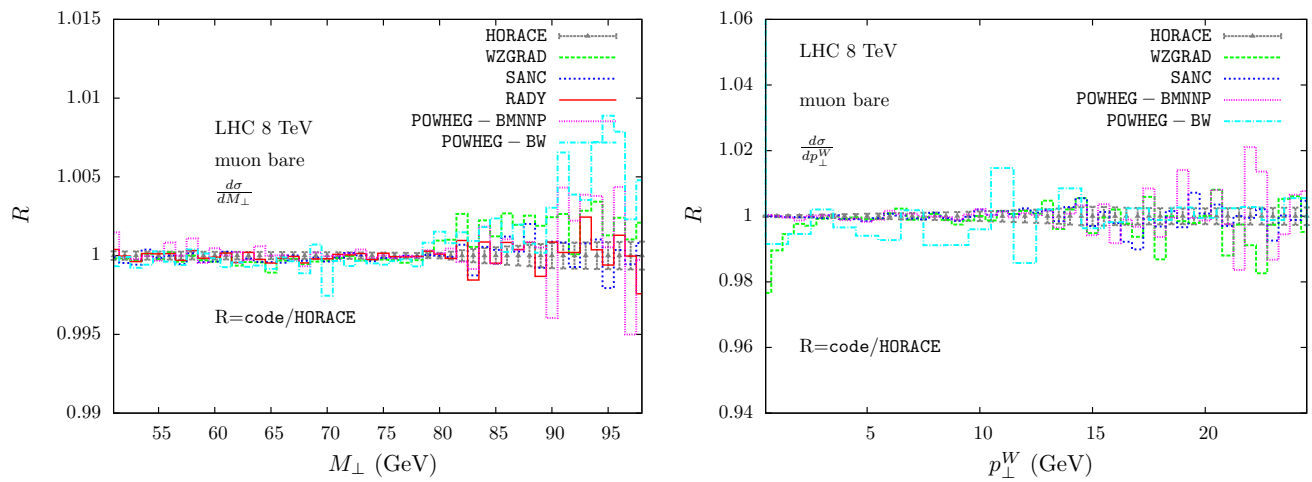 1.015
1.01
1.005
1
0.995
0.99
R
HORACE
WZGRAD
SANC
RADY
POWHEG − BMNNP
POWHEG − BW
LHC 8 TeV
muon bare
dσ
dM⊥
R=code/HORACE
55 60 65 70 75 80 85 90 95
M⊥ (GeV)
1.06
1.04
1.02
1
0.98
0.96
0.94
R
HORACE
WZGRAD
SANC
POWHEG − BMNNP
POWHEG − BW
LHC 8 TeV
muon bare
dσ
dp⊥^W
R=code/HORACE
5 10 15 20
p⊥^W (GeV)